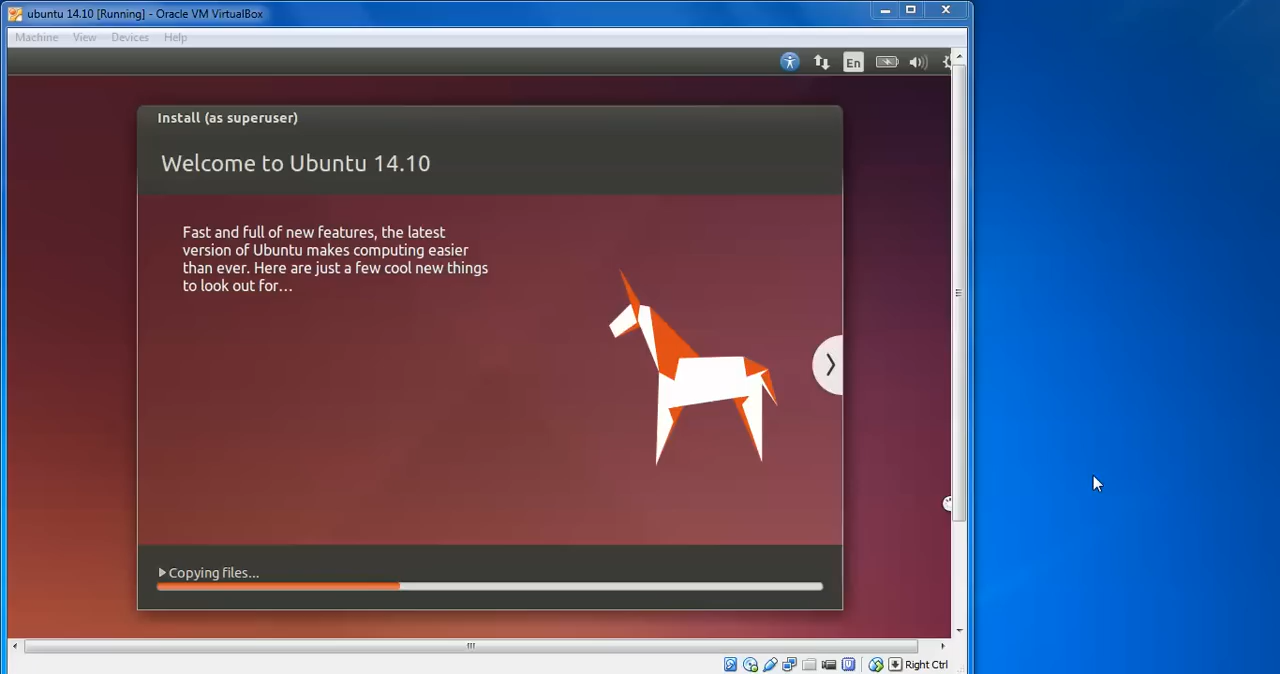 ubuntu 14.10 [Running] - Oracle VM VirtualBox
Machine View Devices Help
En
Install (as superuser)
Welcome to Ubuntu 14.10
Fast and full of new features, the latest
version of Ubuntu makes computing easier
than ever. Here are just a few cool new things
to look out for...
Copying files...
Right Ctrl